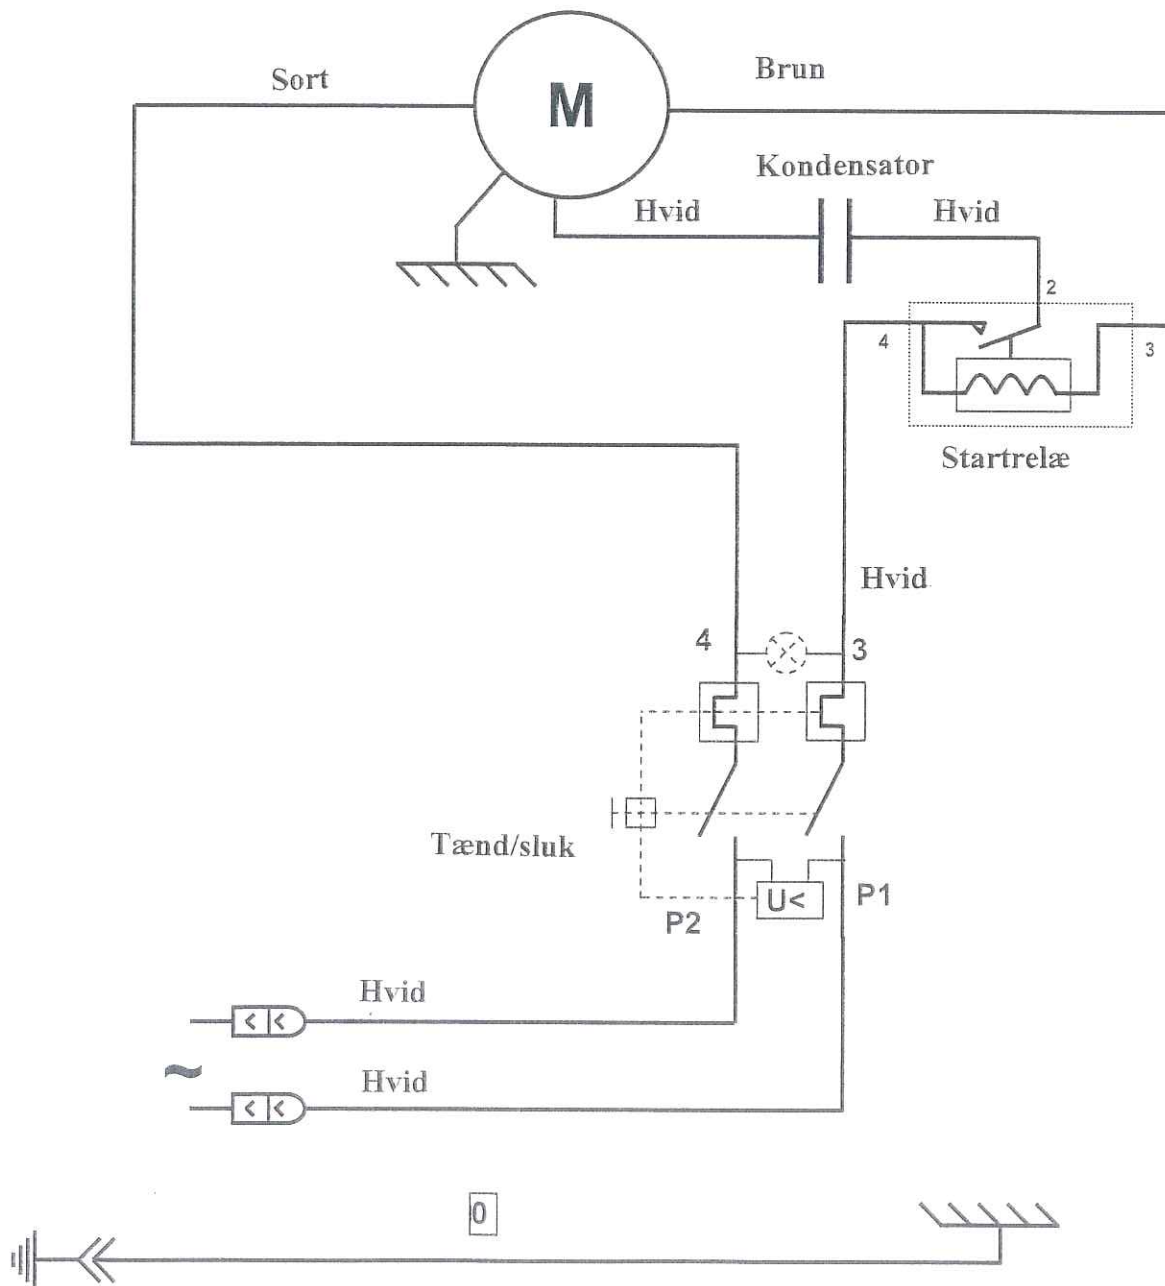 Sort
M
Brun
Kondensator
Hvid
Hvid
2
4
3
Startrelæ
Hvid
4
3
Tænd/sluk
U<
P1
P2
Hvid
~
Hvid
0